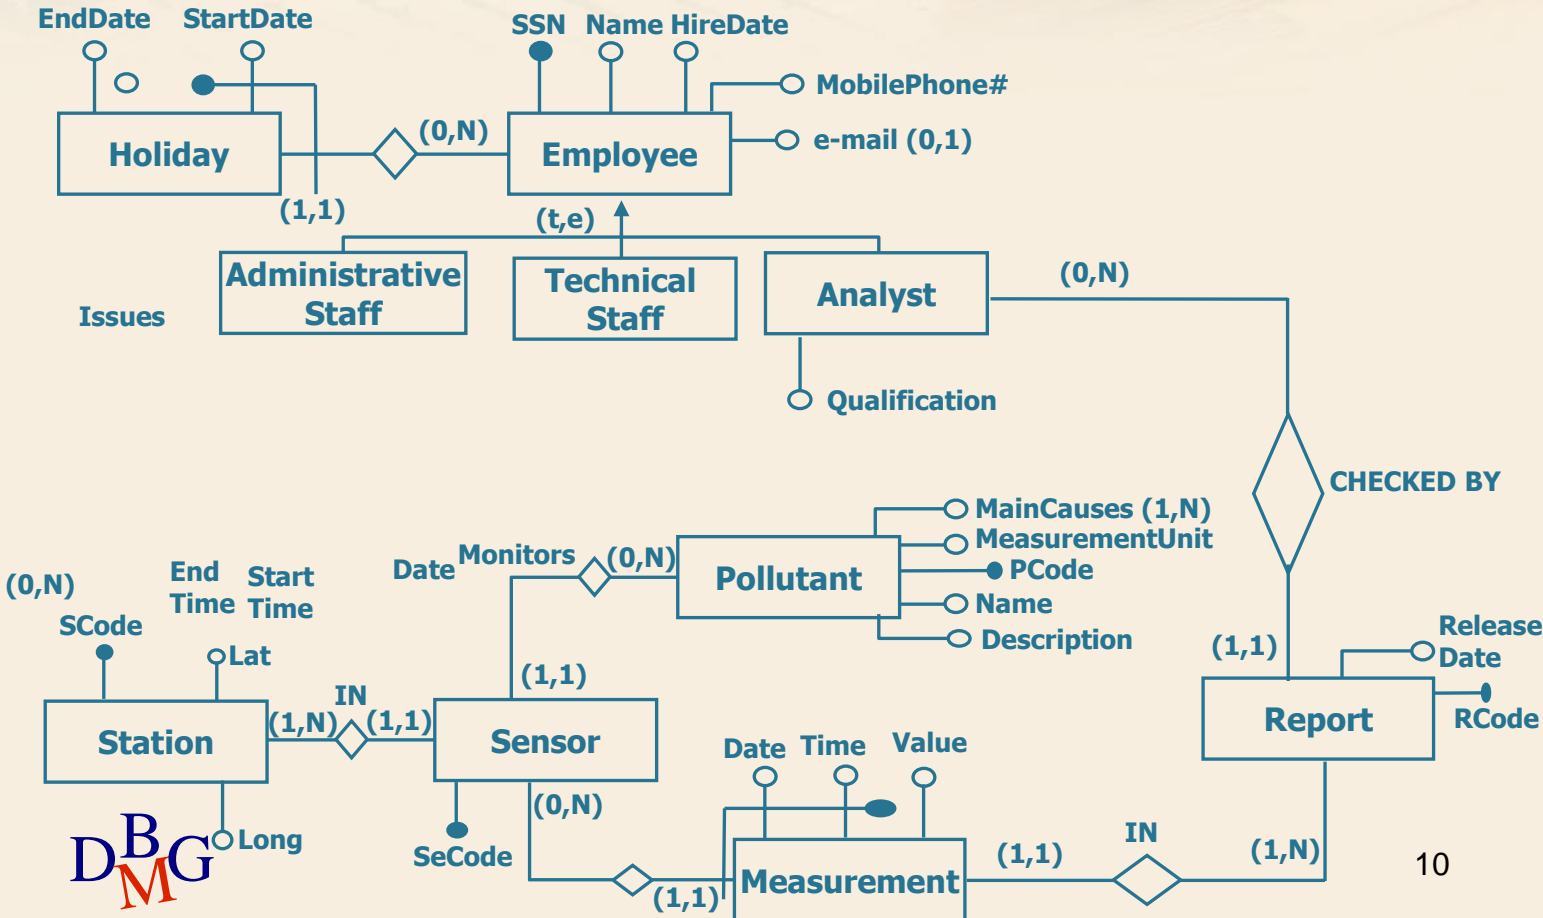 EndDate
StartDate
SSN
Name
HireDate
MobilePhone#
Holiday
(0,N)
Employee
e-mail (0,1)
(1,1)
(t,e)
Administrative
Staff
Technical
Staff
Analyst
(0,N)
Issues
Qualification
CHECKED BY
MainCauses (1,N)
MeasurementUnit
PCode
Name
Description
Pollutant
(0,N)
Monitors
Date
(0,N)
End
Time
Start
Time
SCode
Lat
(1,1)
IN
Station
(1,N)
(1,1)
Sensor
(0,N)
Long
SeCode
Date
Time
Value
(1,1)
Measurement
(1,1)
IN
(1,N)
(1,1)
Release
Date
Report
RCode
DBMG
10